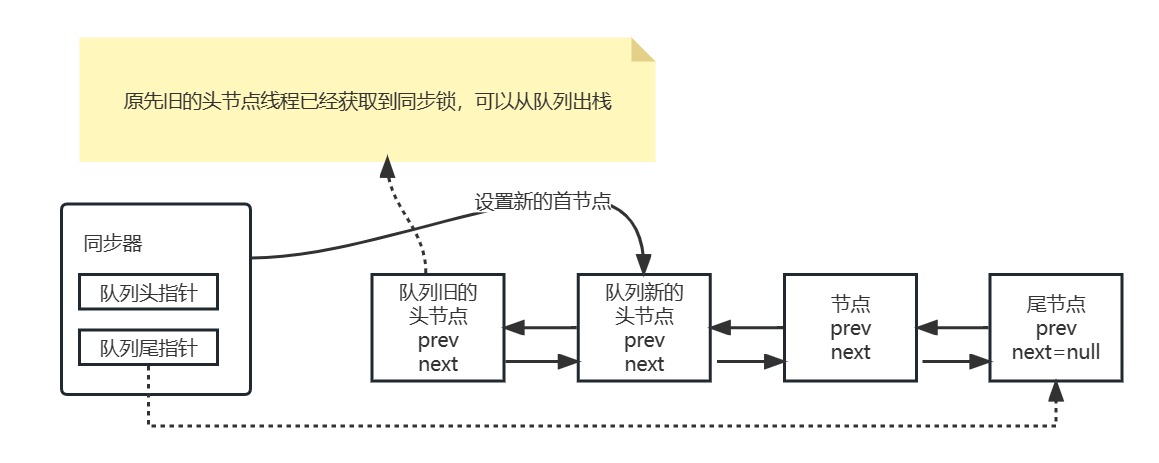 原先旧的头节点线程已经获取到同步锁，可以从队列出栈
设置新的首节点
同步器
队列头指针
队列尾指针
队列旧的
头节点
prev
next
队列新的
头节点
prev
next
节点
prev
next
尾节点
prev
next=null